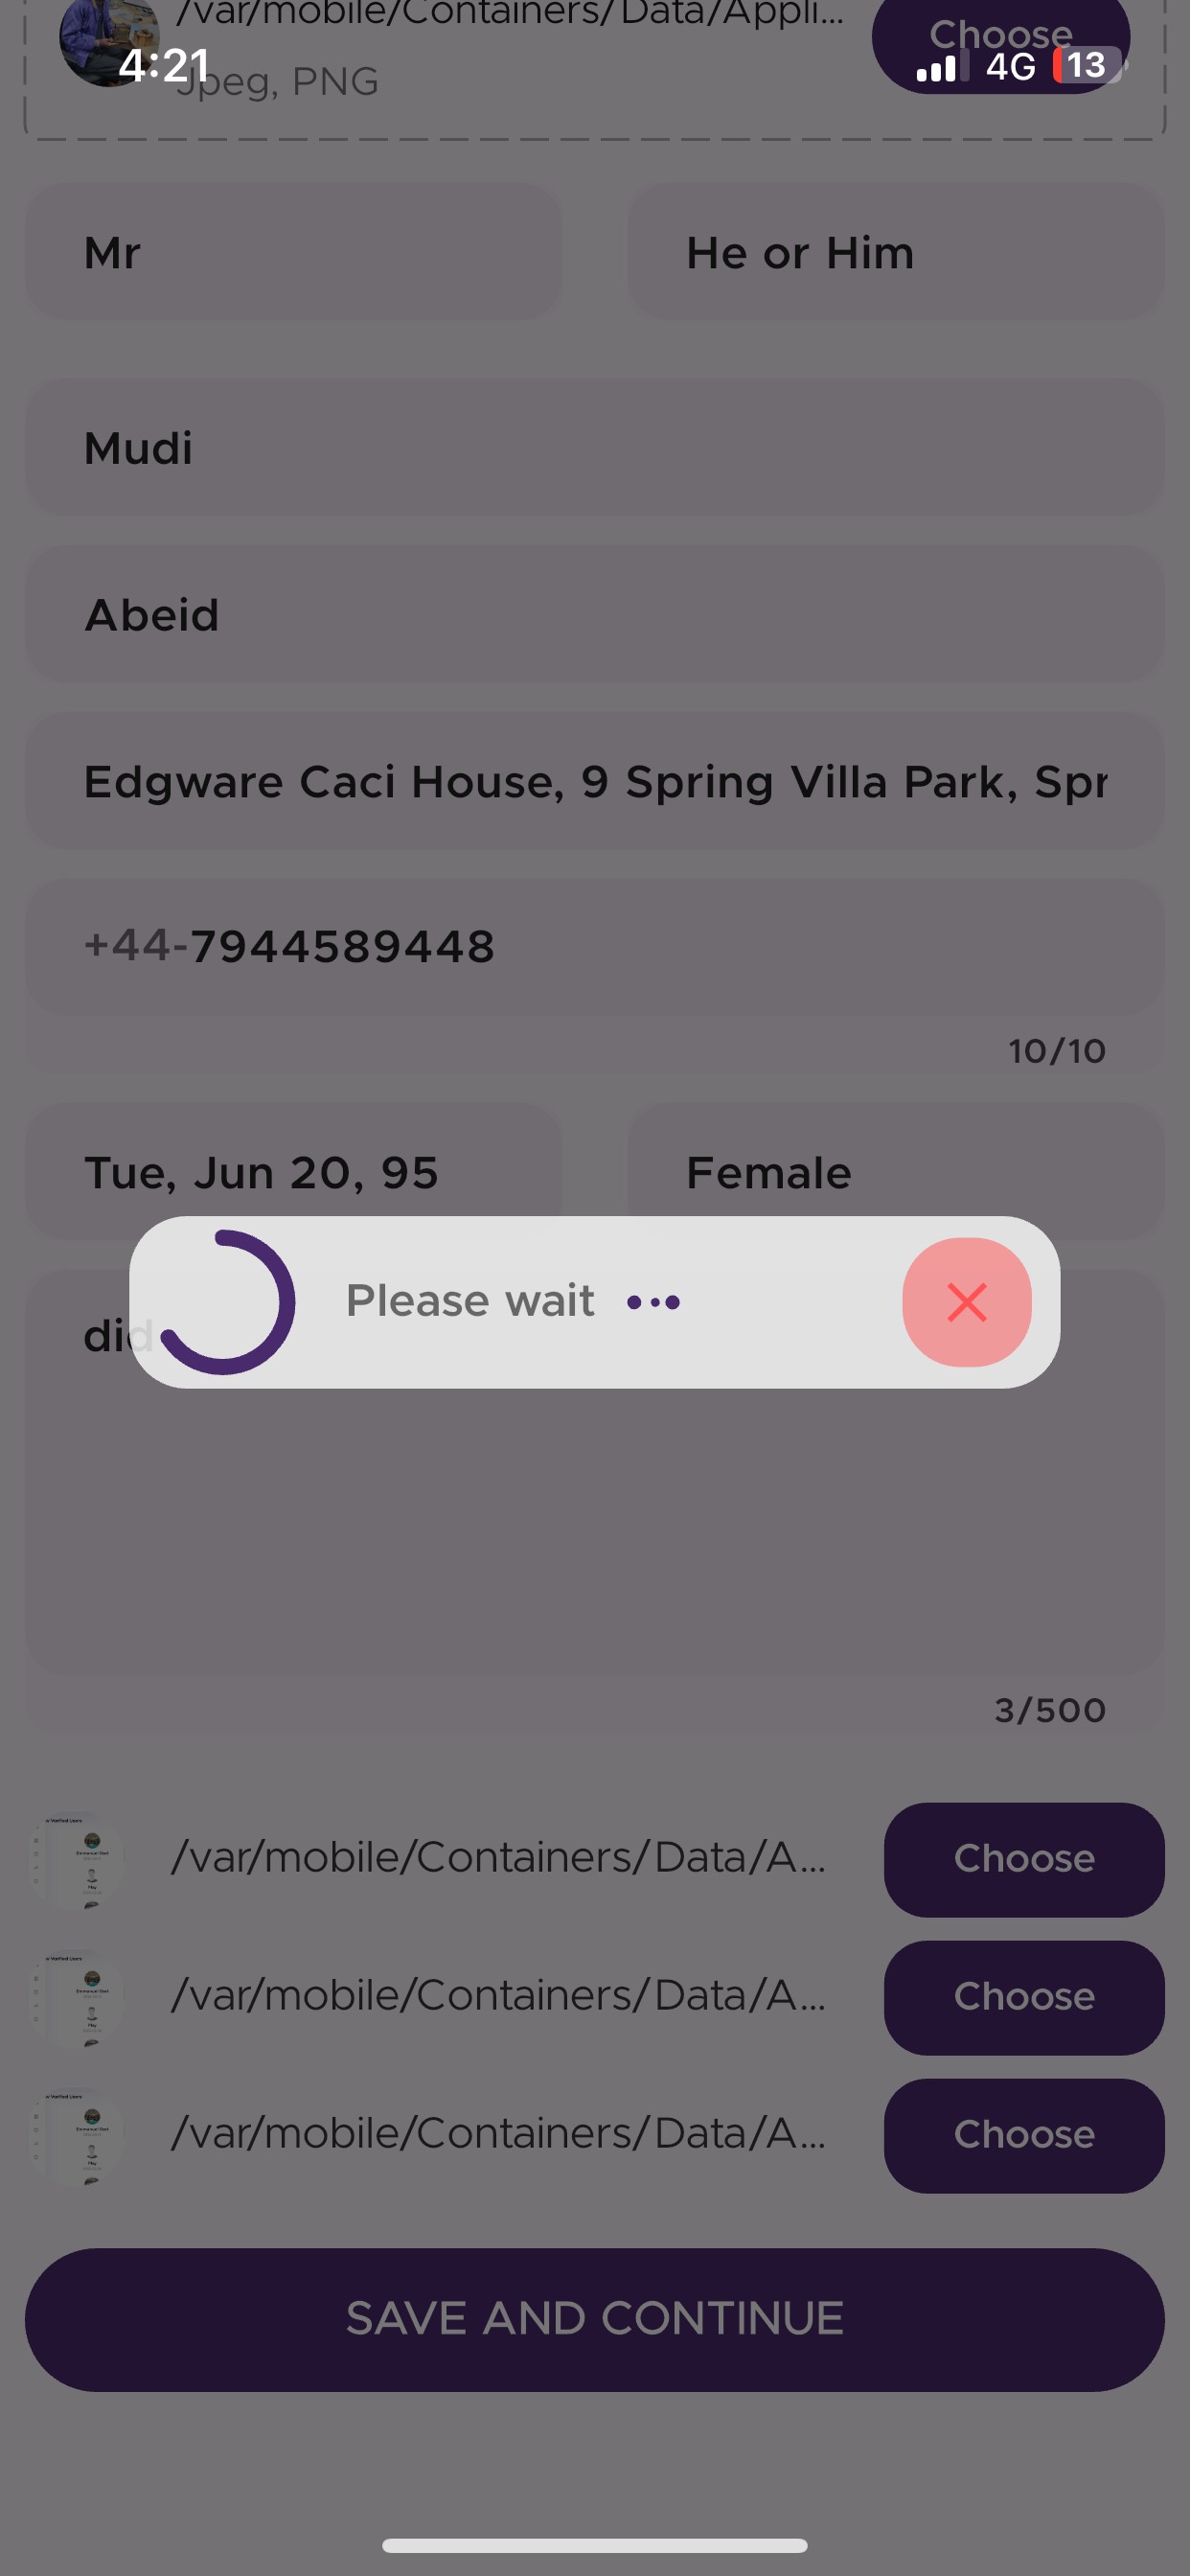 /var/mobile/Containers/Data/Appli...
Choose
4:21
4G
13
Jpeg, PNG
Mr
He or Him
Mudi
Abeid
Edgware Caci House, 9 Spring Villa Park, Spr
+44-7944589448
10/10
Tue, Jun 20, 95
Female
Please wait
did
3/500
/var/mobile/Containers/Data/A...
Choose
/var/mobile/Containers/Data/A...
Choose
/var/mobile/Containers/Data/A...
Choose
SAVE AND CONTINUE